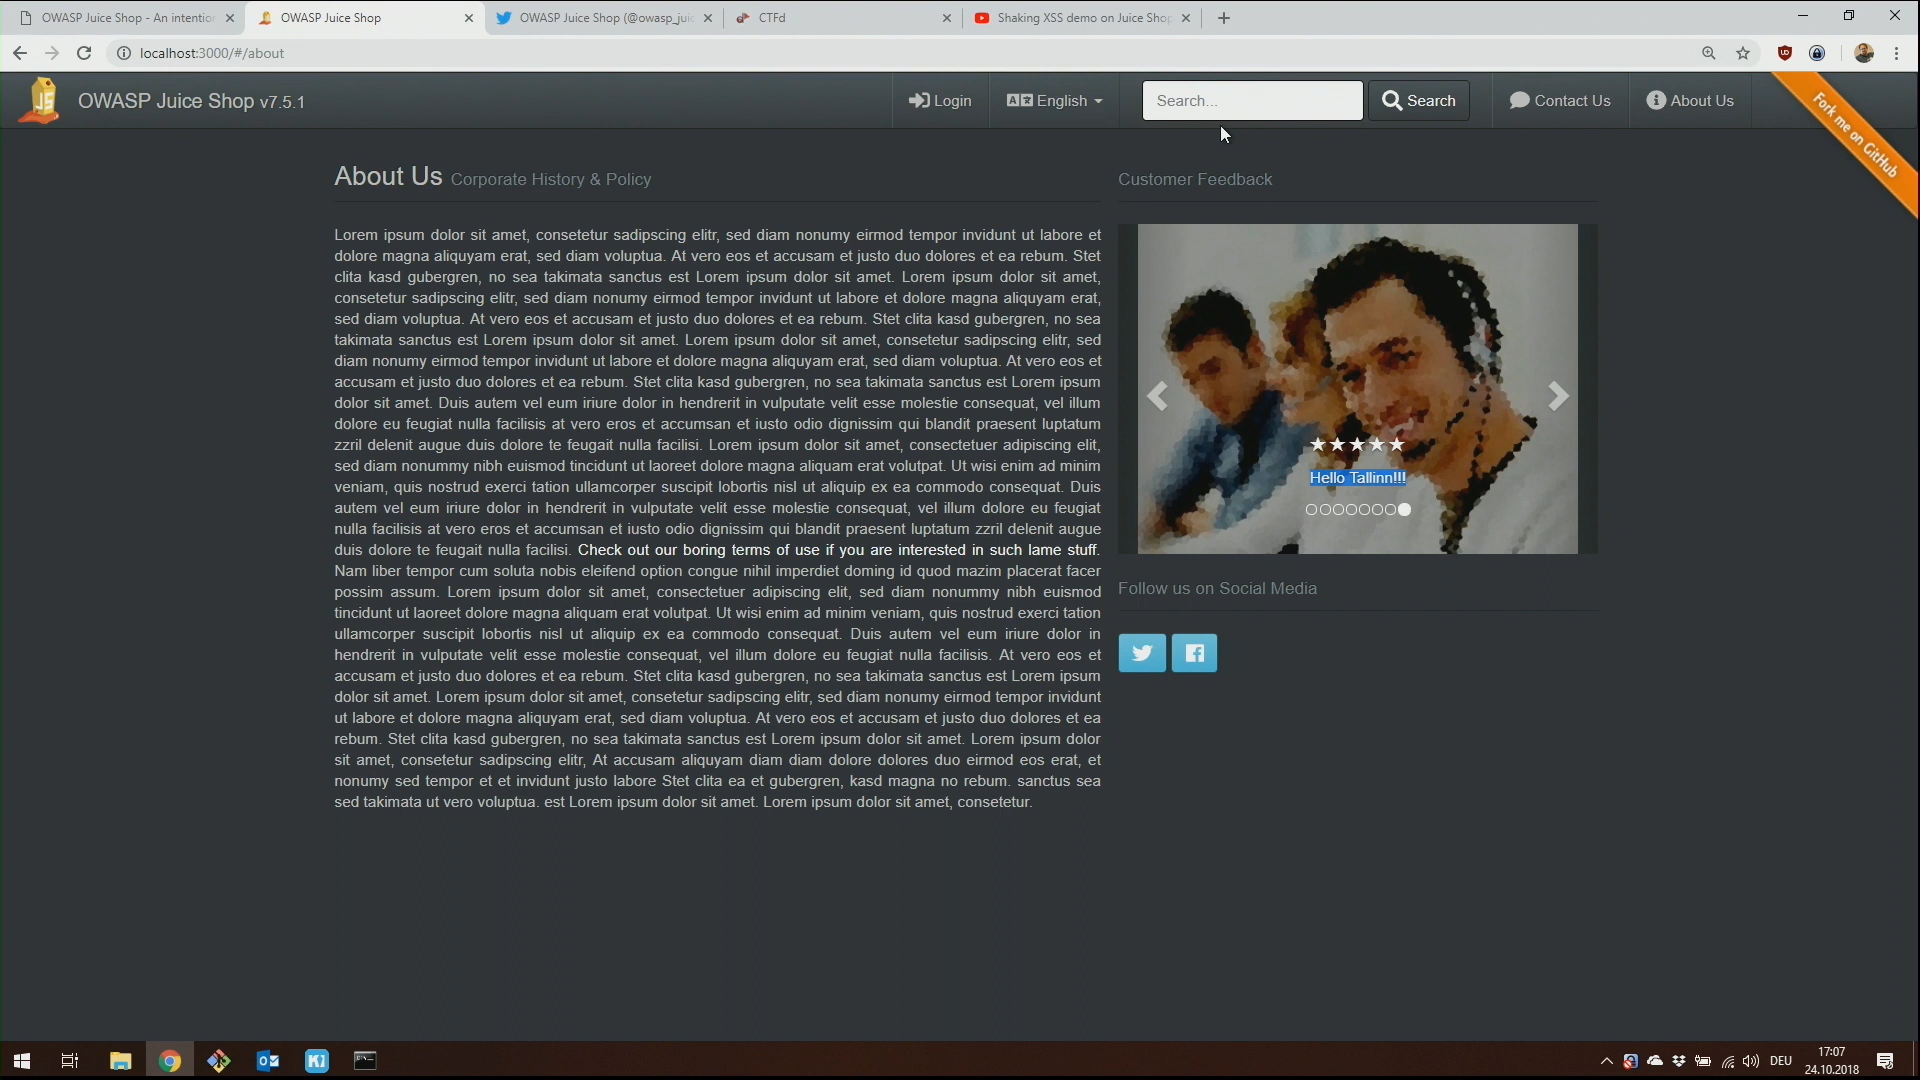 OWASP Juice Shop - An intentio
OWASP Juice Shop
OWASP Juice Shop (@owasp_juic
CTFd
Shaking XSS demo on Juice Shop
localhost:3000/#/about
OWASP Juice Shop v7.5.1
Login
English
Search...
Search
Contact Us
About Us
Fork me on GitHub
About Us Corporate History & Policy
Lorem ipsum dolor sit amet, consetetur sadipscing elitr, sed diam nonumy eirmod tempor invidunt ut labore et
dolore magna aliquyam erat, sed diam voluptua. At vero eos et accusam et justo duo dolores et ea rebum. Stet
clita kasd gubergren, no sea takimata sanctus est Lorem ipsum dolor sit amet. Lorem ipsum dolor sit amet,
consetetur sadipscing elitr, sed diam nonumy eirmod tempor invidunt ut labore et dolore magna aliquyam erat,
sed diam voluptua. At vero eos et accusam et justo duo dolores et ea rebum. Stet clita kasd gubergren, no sea
takimata sanctus est Lorem ipsum dolor sit amet. Lorem ipsum dolor sit amet, consetetur sadipscing elitr, sed
diam nonumy eirmod tempor invidunt ut labore et dolore magna aliquyam erat, sed diam voluptua. At vero eos et
accusam et justo duo dolores et ea rebum. Stet clita kasd gubergren, no sea takimata sanctus est Lorem ipsum
dolor sit amet. Duis autem vel eum iriure dolor in hendrerit in vulputate velit esse molestie consequat, vel illum
dolore eu feugiat nulla facilisis at vero eros et accumsan et iusto odio dignissim qui blandit praesent luptatum
zzril delenit augue duis dolore te feugait nulla facilisi. Lorem ipsum dolor sit amet, consectetuer adipiscing elit,
sed diam nonummy nibh euismod tincidunt ut laoreet dolore magna aliquam erat volutpat. Ut wisi enim ad minim
veniam, quis nostrud exerci tation ullamcorper suscipit lobortis nisl ut aliquip ex ea commodo consequat. Duis
autem vel eum iriure dolor in hendrerit in vulputate velit esse molestie consequat, vel illum dolore eu feugiat
nulla facilisis at vero eros et accumsan et iusto odio dignissim qui blandit praesent luptatum zzril delenit augue
duis dolore te feugait nulla facilisi. Check out our boring terms of use if you are interested in such lame stuff.
Nam liber tempor cum soluta nobis eleifend option congue nihil imperdiet doming id quod mazim placerat facer
possim assum. Lorem ipsum dolor sit amet, consectetuer adipiscing elit, sed diam nonummy nibh euismod
tincidunt ut laoreet dolore magna aliquam erat volutpat. Ut wisi enim ad minim veniam, quis nostrud exerci tation
ullamcorper suscipit lobortis nisl ut aliquip ex ea commodo consequat. Duis autem vel eum iriure dolor in
hendrerit in vulputate velit esse molestie consequat, vel illum dolore eu feugiat nulla facilisis. At vero eos et
accusam et justo duo dolores et ea rebum. Stet clita kasd gubergren, no sea takimata sanctus est Lorem ipsum
dolor sit amet. Lorem ipsum dolor sit amet, consetetur sadipscing elitr, sed diam nonumy eirmod tempor invidunt
ut labore et dolore magna aliquyam erat, sed diam voluptua. At vero eos et accusam et justo duo dolores et ea
rebum. Stet clita kasd gubergren, no sea takimata sanctus est Lorem ipsum dolor sit amet. Lorem ipsum dolor
sit amet, consetetur sadipscing elitr, At accusam aliquyam diam diam dolore dolores duo eirmod eos erat, et
nonumy sed tempor et et invidunt justo labore Stet clita ea et gubergren, kasd magna no rebum. sanctus sea
sed takimata ut vero voluptua. est Lorem ipsum dolor sit amet. Lorem ipsum dolor sit amet, consetetur.
Customer Feedback
Hello Tallinn!!!
Follow us on Social Media
DEU
17:07
24.10.2018